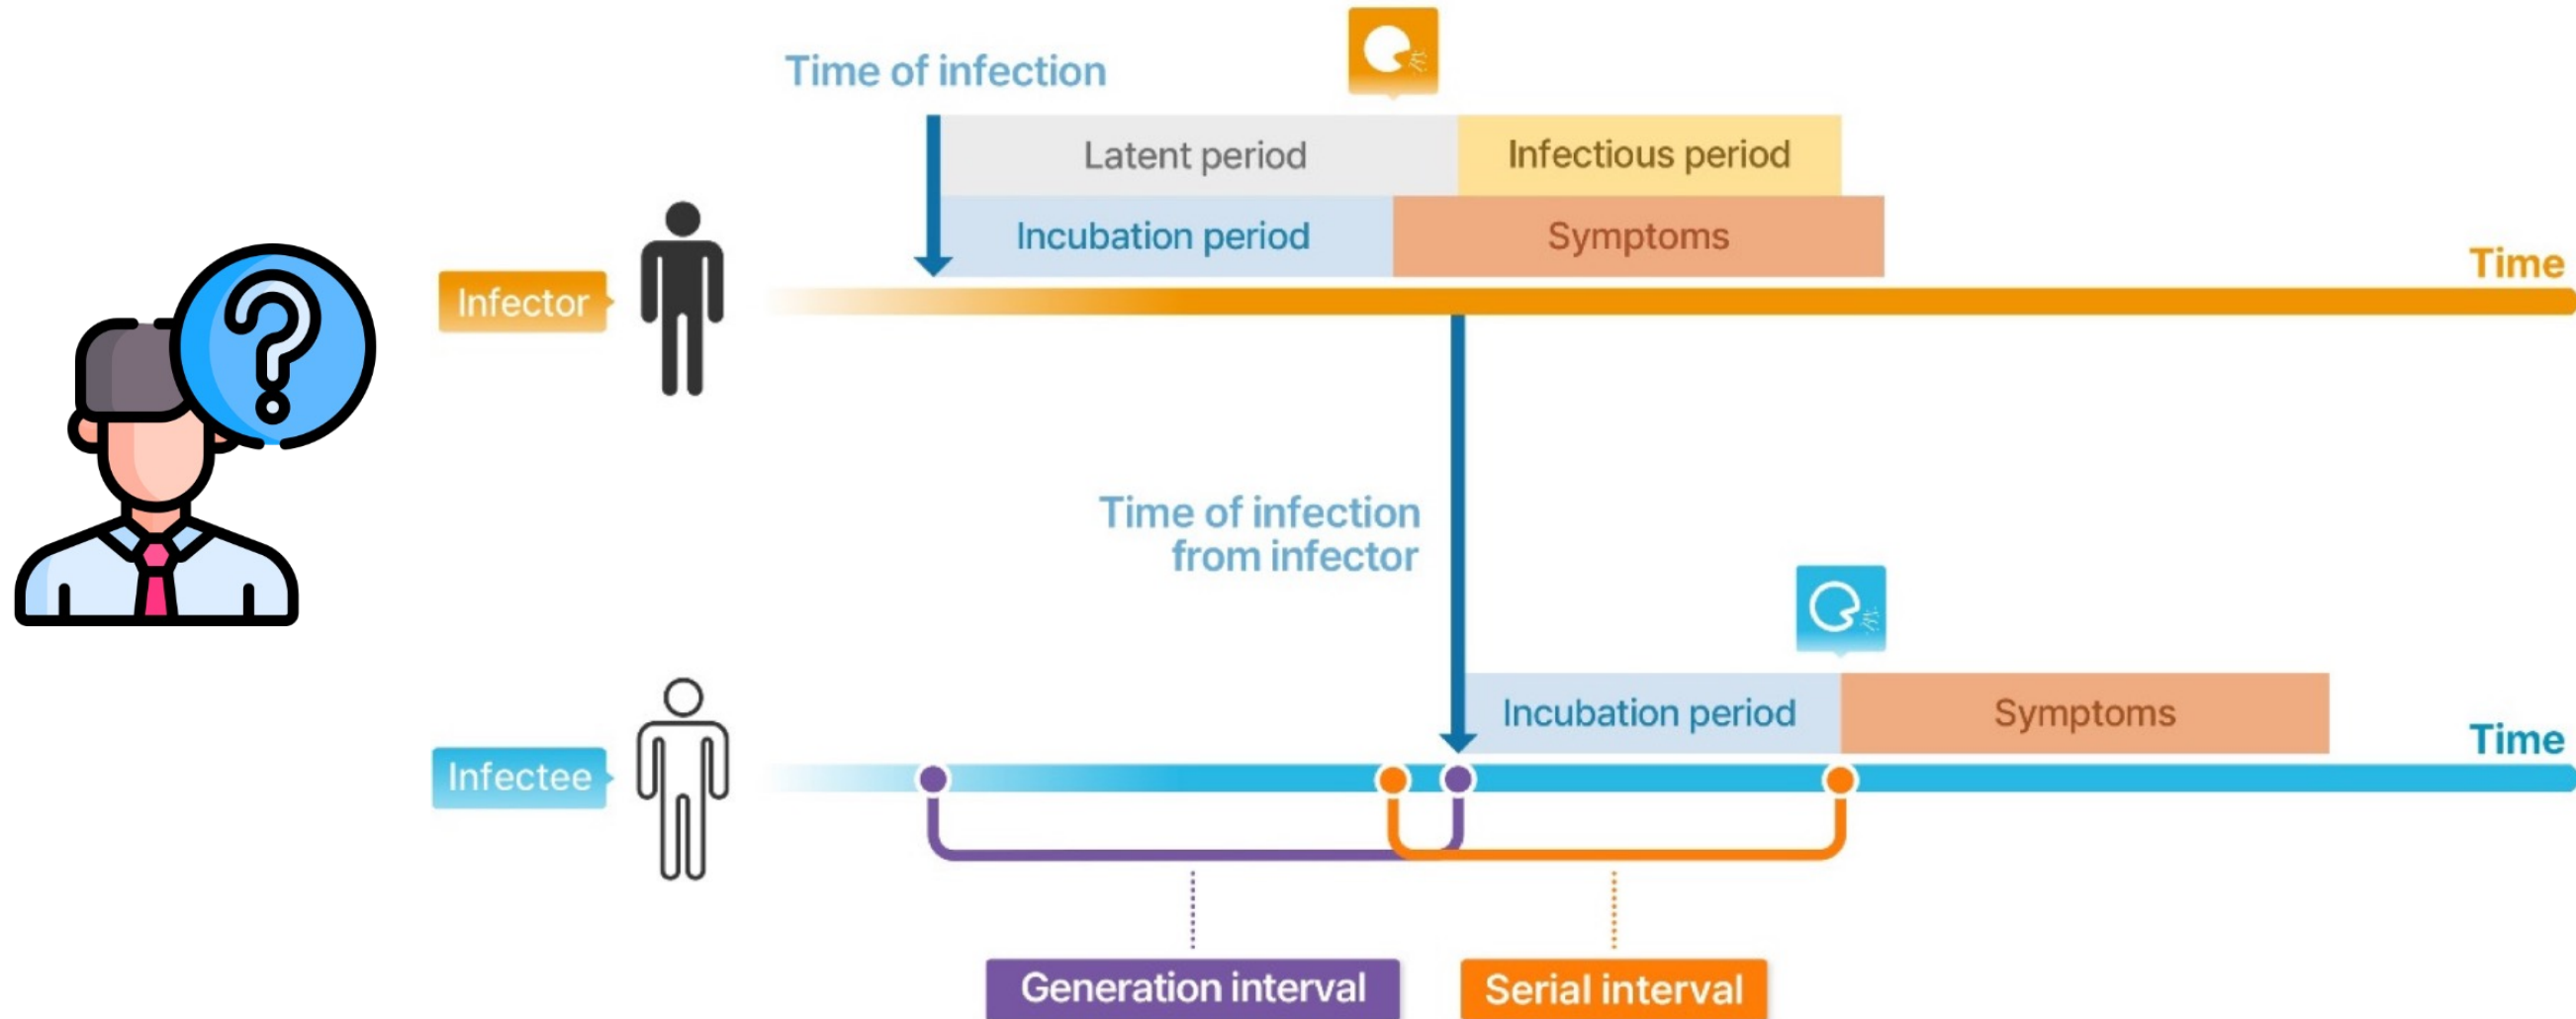 Time of infection
Latent period
Infectious period
Incubation period
Symptoms
Time
Infector
Time of infection
from infector
Incubation period
Symptoms
Time
Infectee
Generation interval
Serial interval
?